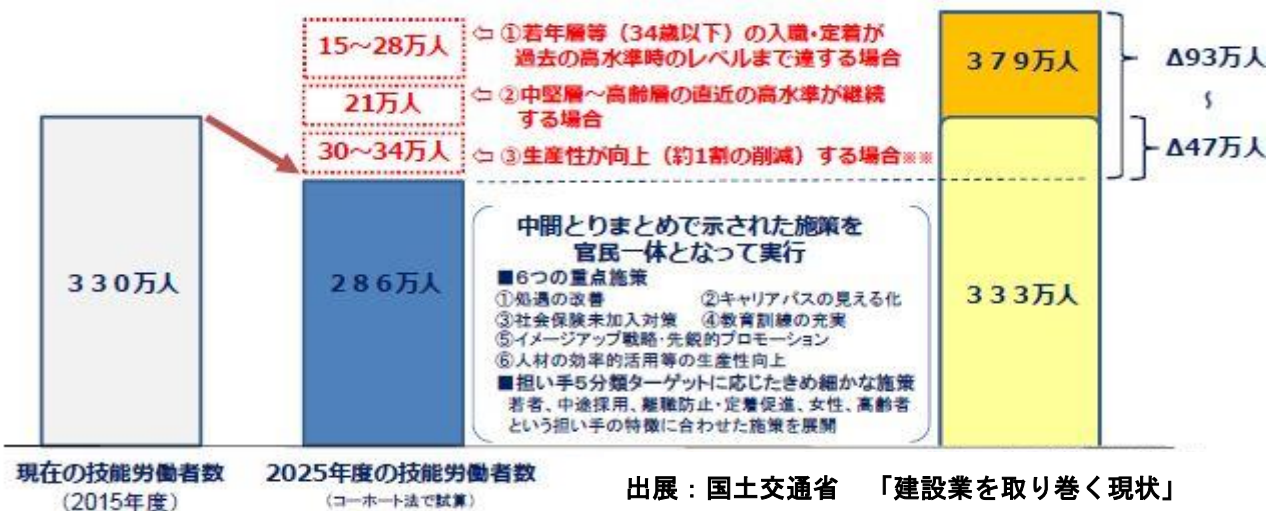 15～28万人
⇦ ①若年層等（34歳以下）の入職・定着が
過去の高水準時のレベルまで達する場合
21万人
⇦ ②中堅層～高齢層の直近の高水準が継続
する場合
30～34万人
⇦ ③生産性が向上（約1割の削減）する場合※※
379万人
Δ93万人
～
Δ47万人
330万人
286万人
中間とりまとめで示された施策を
官民一体となって実行
■6つの重点施策
①処遇の改善 ②キャリアパスの見える化
③社会保険未加入対策 ④教育訓練の充実
⑤イメージアップ戦略・先鋭的プロモーション
⑥人材の効率的活用等の生産性向上
■担い手5分類ターゲットに応じたきめ細かな施策
若者、中途採用、離職防止・定着促進、女性、高齢者
という担い手の特徴に合わせた施策を展開
333万人
現在の技能労働者数
（2015年度）
2025年度の技能労働者数
（コーホート法で試算）
出展：国土交通省 「建設業を取り巻く現状」